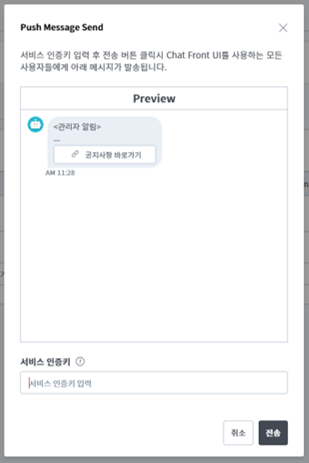 Push Message Send
서비스 인증키 입력 후 전송 버튼 클릭시 Chat Front UI를 사용하는 모든
사용자들에게 아래 메시지가 발송됩니다.
Preview
<관리자 알림>
...
공지사항 바로가기
AM 11:28
서비스 인증키 ?
서비스 인증키 입력
취소
전송